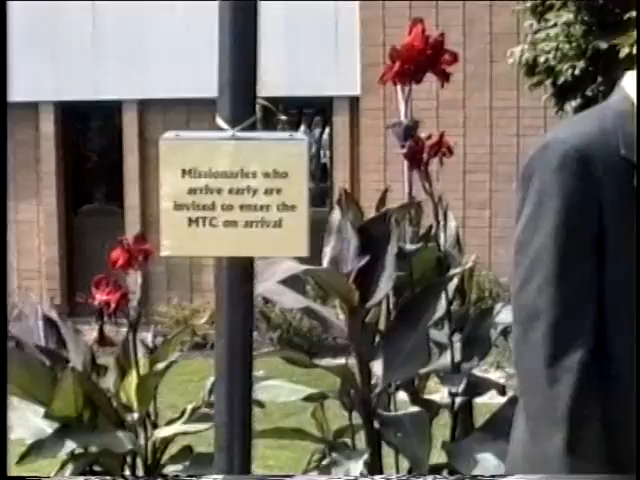 Missionaries who
arrive early are
invited to enter the
MTC on arrival